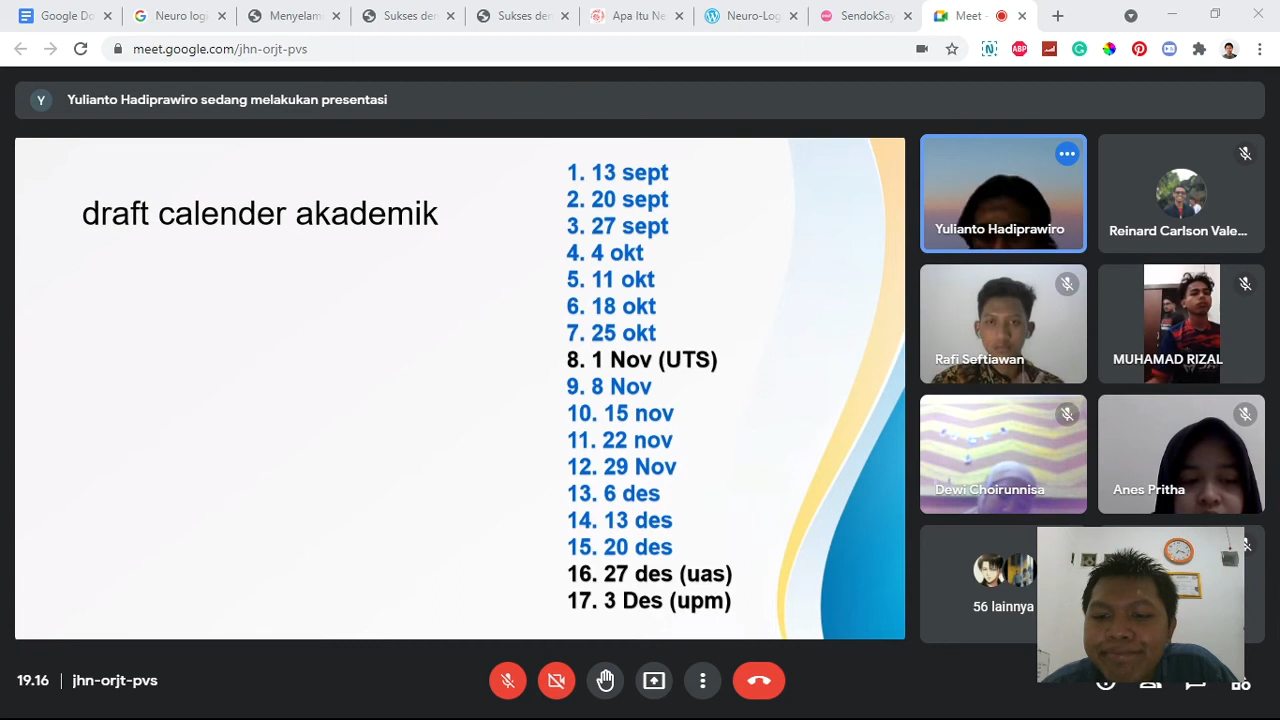 Google Do
Neuro logi
Menyelami
Sukses den
Sukses den
Apa Itu Ne
Neuro-Log
SendokSay
Meet -
meet.google.com/jhn-orjt-pvs
ABP
Y
Yulianto Hadiprawiro sedang melakukan presentasi
draft calender akademik
1. 13 sept
2. 20 sept
3. 27 sept
4. 4 okt
5. 11 okt
6. 18 okt
7. 25 okt
8. 1 Nov (UTS)
9. 8 Nov
10. 15 nov
11. 22 nov
12. 29 Nov
13. 6 des
14. 13 des
15. 20 des
16. 27 des (uas)
17. 3 Des (upm)
Yulianto Hadiprawiro
Reinard Carlson Vale...
Rafi Seftiawan
MUHAMAD RIZAL
Dewi Choirunnisa
Anes Pritha
56 lainnya
19.16 | jhn-orjt-pvs